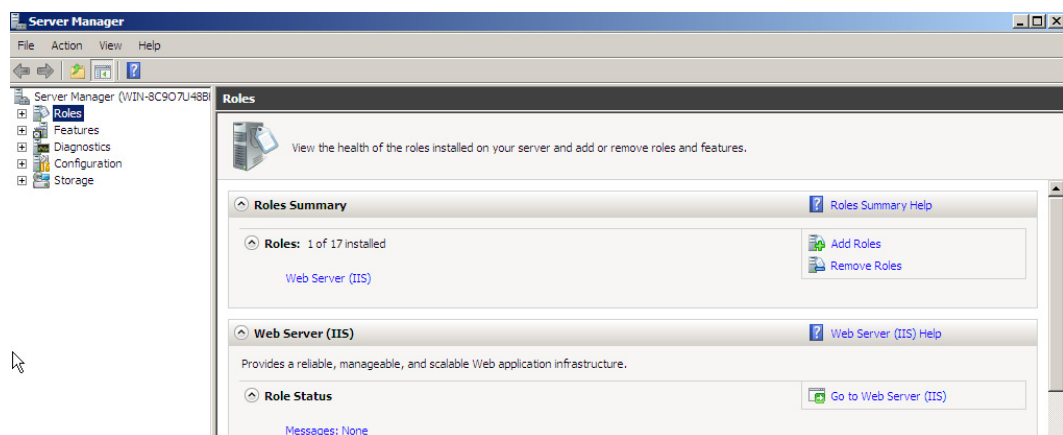 Server Manager
File Action View Help
Server Manager (WIN-8C9O7U48BI
Roles
Features
Diagnostics
Configuration
Storage
Roles
View the health of the roles installed on your server and add or remove roles and features.
Roles Summary
Roles Summary Help
Roles: 1 of 17 installed
Add Roles
Remove Roles
Web Server (IIS)
Web Server (IIS)
Web Server (IIS) Help
Provides a reliable, manageable, and scalable Web application infrastructure.
Role Status
Go to Web Server (IIS)
Messages: None